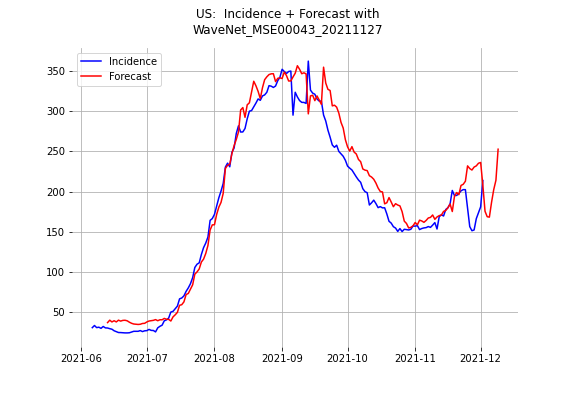 US:  Incidence + Forecast with
WaveNet_MSE00043_20211127
Incidence
Forecast
350
300
250
200
150
100
50
2021-06 2021-07 2021-08 2021-09 2021-10 2021-11 2021-12